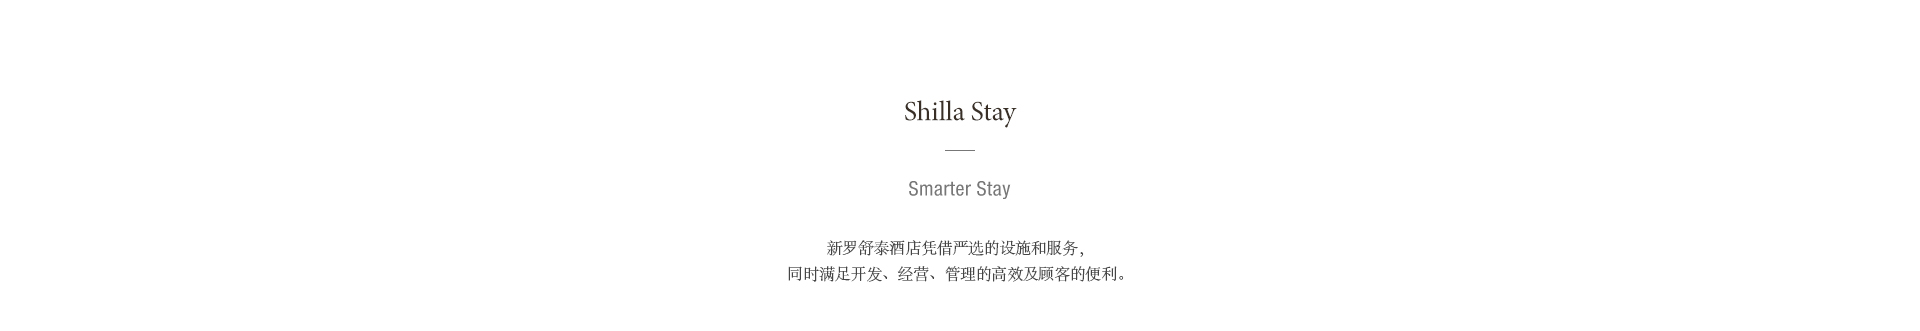 Shilla Stay
Smarter Stay
新罗舒泰酒店凭借严选的设施和服务，
同时满足开发、经营、管理的高效及顾客的便利。